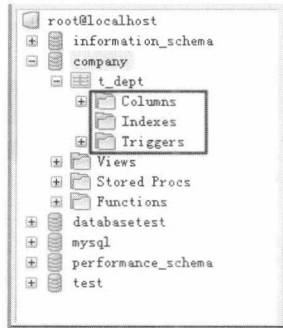 root@localhost
information_schema
company
t_dept
Columns
Indexes
Triggers
Views
Stored Procs
Functions
databasetest
mysql
performance_schema
test